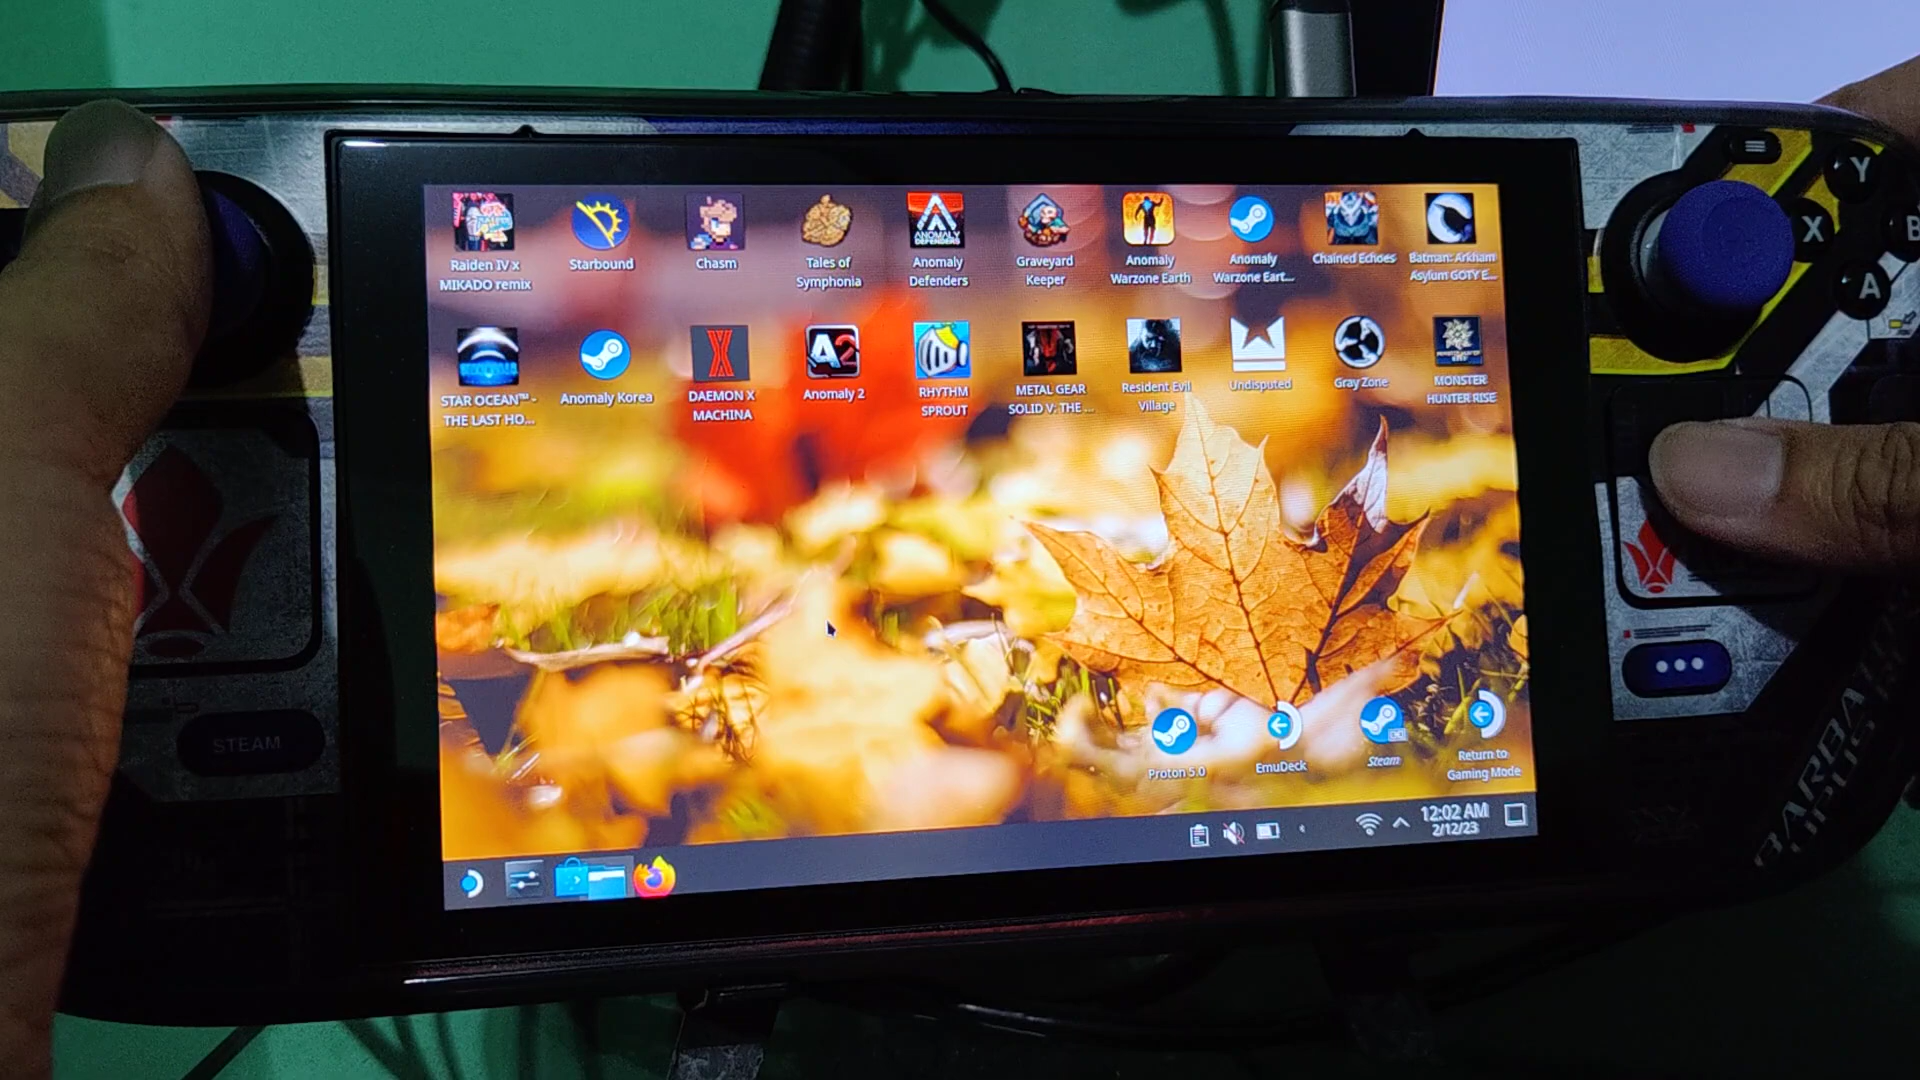 Raiden IV x
MIKADO remix
Starbound
Chasm
Tales of
Symphonia
ANOMALY
DEFENDERS
Anomaly
Defenders
Graveyard
Keeper
Anomaly
Warzone Earth
Anomaly
Warzone Eart...
Chained Echoes
Batman: Arkham
Asylum GOTY E...
STAR OCEAN™ -
THE LAST HO...
Anomaly Korea
DAEMON X
MACHINA
A2
Anomaly 2
RHYTHM
SPROUT
METAL GEAR
SOLID V: THE ...
Resident Evil
Village
Undisputed
Gray Zone
MONSTER
HUNTER RISE
Proton 5.0
EmuDeck
Steam
Return to
Gaming Mode
12:02 AM
2/12/23
STEAM
Y
X
B
A